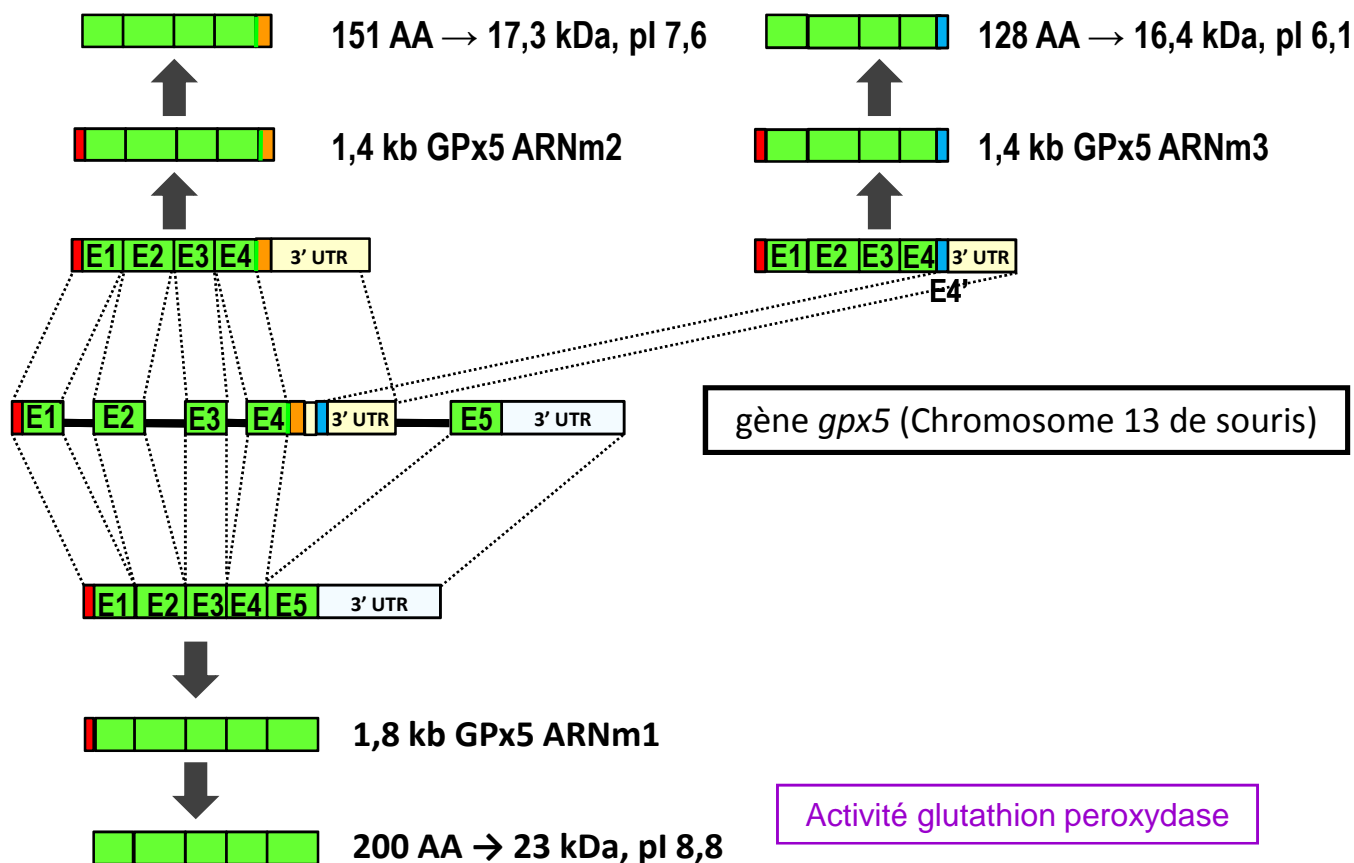 151 AA → 17,3 kDa, pI 7,6
128 AA → 16,4 kDa, pI 6,1
1,4 kb GPx5 ARNm2
1,4 kb GPx5 ARNm3
E1 E2 E3 E4 3' UTR
E1 E2 E3 E4 3' UTR
E4'
E1 E2 E3 E4 3' UTR E5 3' UTR
gène gpx5 (Chromosome 13 de souris)
E1 E2 E3 E4 E5 3' UTR
1,8 kb GPx5 ARNm1
Activité glutathion peroxydase
200 AA → 23 kDa, pI 8,8